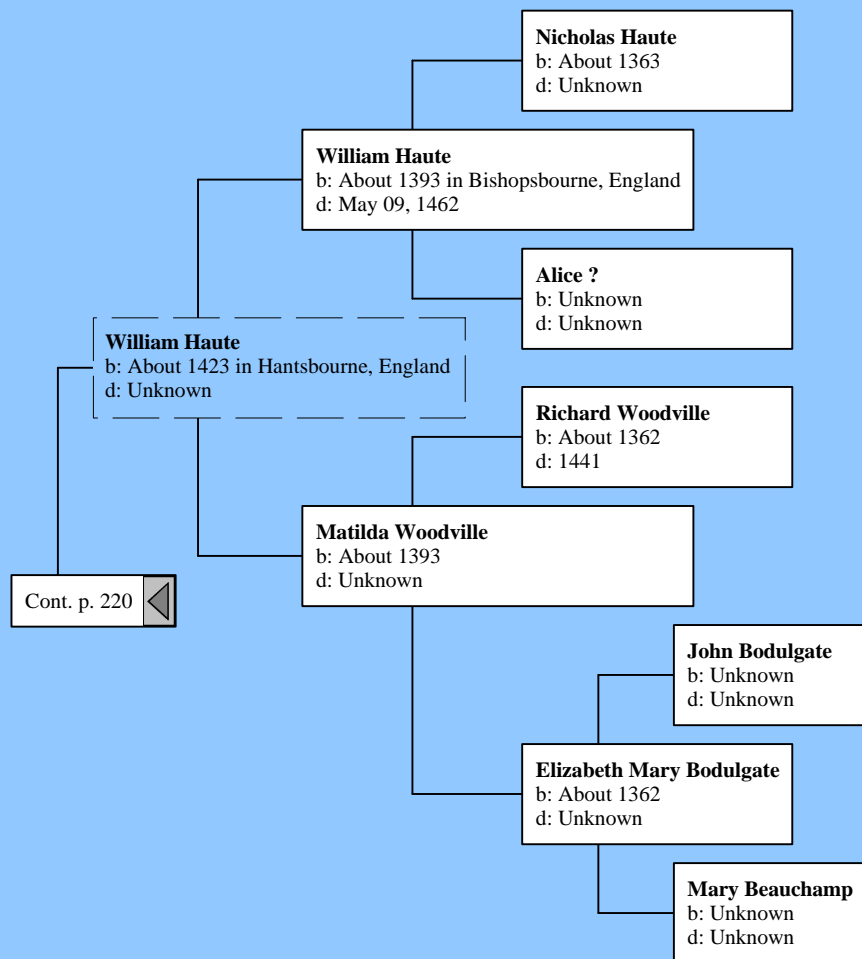 Nicholas Haute
b: About 1363
d: Unknown
William Haute
b: About 1393 in Bishopsbourne, England
d: May 09, 1462
Alice ?
b: Unknown
d: Unknown
William Haute
b: About 1423 in Hantsbourne, England
d: Unknown
Richard Woodville
b: About 1362
d: 1441
Matilda Woodville
b: About 1393
d: Unknown
Cont. p. 220
John Bodulgate
b: Unknown
d: Unknown
Elizabeth Mary Bodulgate
b: About 1362
d: Unknown
Mary Beauchamp
b: Unknown
d: Unknown